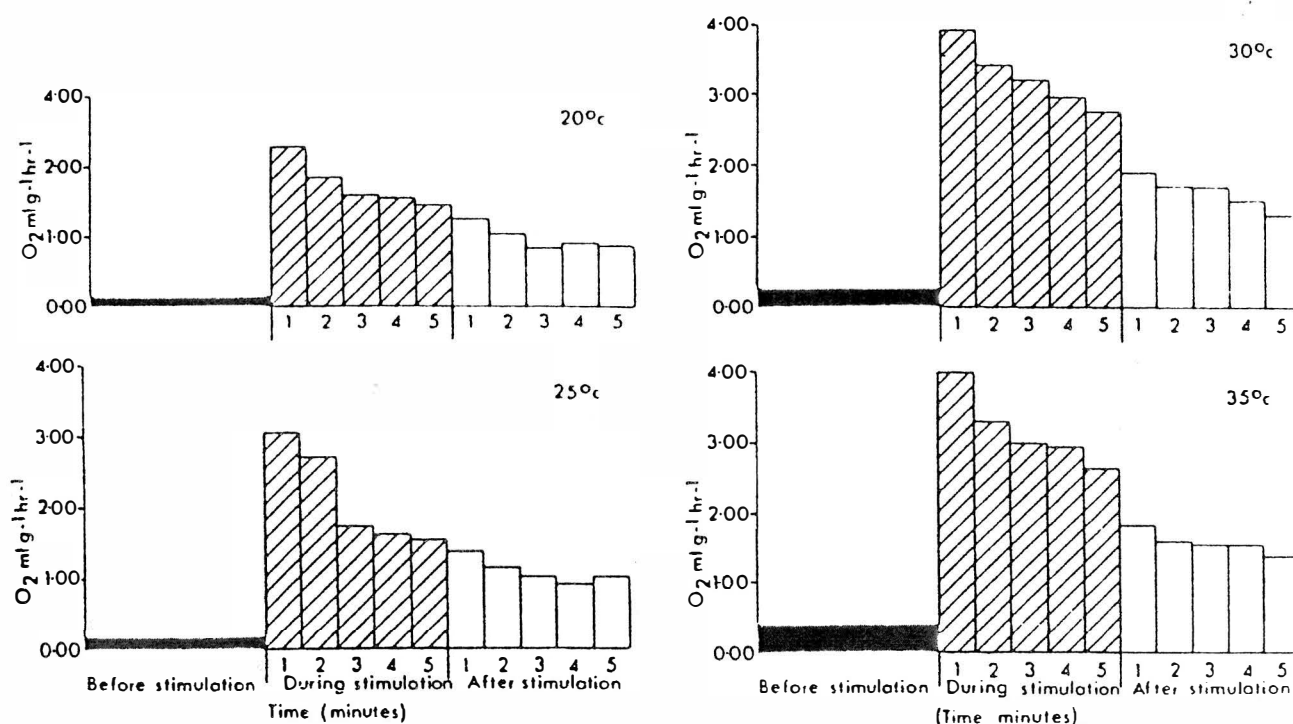 20°c
4·00
2·00
1·00
0·00
O2 ml g-1 hr-1
1 2 3 4 5 1 2 3 4 5
25°c
4·00
3·00
2·00
1·00
0·00
O2 ml g-1 hr-1
1 2 3 4 5 1 2 3 4 5
Before stimulation During stimulation After stimulation
Time (minutes)
30°c
4·00
3·00
2·00
1·00
0·00
O2 ml g-1 hr-1
1 2 3 4 5 1 2 3 4 5
35°c
4·00
3·00
2·00
1·00
0·00
O2 ml g-1 hr-1
1 2 3 4 5 1 2 3 4 5
Before stimulation During stimulation After stimulation
(Time minutes)